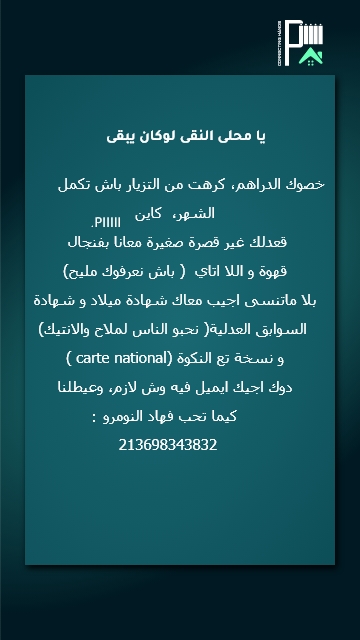 CONNECTING HANDS
PIIIII
يا محلى النقى لوكان يبقى
خصوك الدراهم، كرهت من التزيار باش تكمل
الشهر، كاين PIIIII.
قعدلك غير قصرة صغيرة معانا بفنجال
قهوة و اللا اتاي ( باش نعرفوك مليح)
بلا ماتنسى اجيب معاك شهادة ميلاد و شهادة
السوابق العدلية( نحبو الناس لملاح والانتيك)
و نسخة تع النكوة (carte national )
دوك اجيك ايميل فيه وش لازم، وعيطلنا
كيما تحب فهاد النومرو :
213698343832